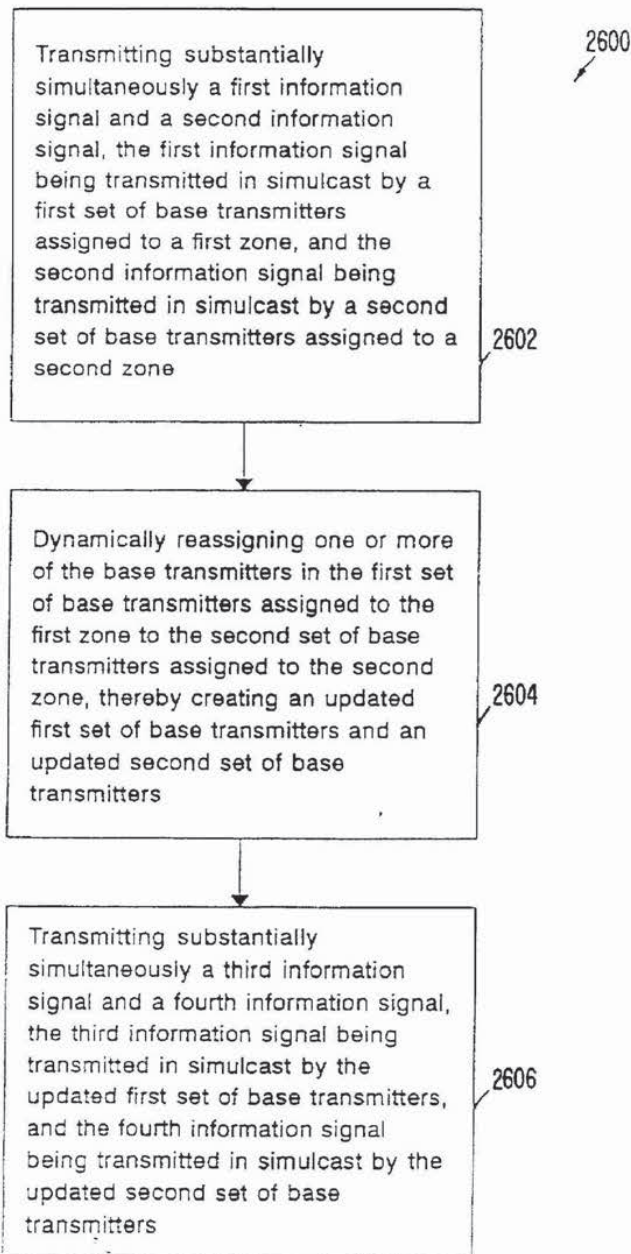 2600
Transmitting substantially
simultaneously a first information
signal and a second information
signal, the first information signal
being transmitted in simulcast by a
first set of base transmitters
assigned to a first zone, and the
second information signal being
transmitted in simulcast by a second
set of base transmitters assigned to a
second zone
2602
Dynamically reassigning one or more
of the base transmitters in the first set
of base transmitters assigned to the
first zone to the second set of base
transmitters assigned to the second
zone, thereby creating an updated
first set of base transmitters and an
updated second set of base
transmitters
2604
Transmitting substantially
simultaneously a third information
signal and a fourth information signal,
the third information signal being
transmitted in simulcast by the
updated first set of base transmitters,
and the fourth information signal
being transmitted in simulcast by the
updated second set of base
transmitters
2606